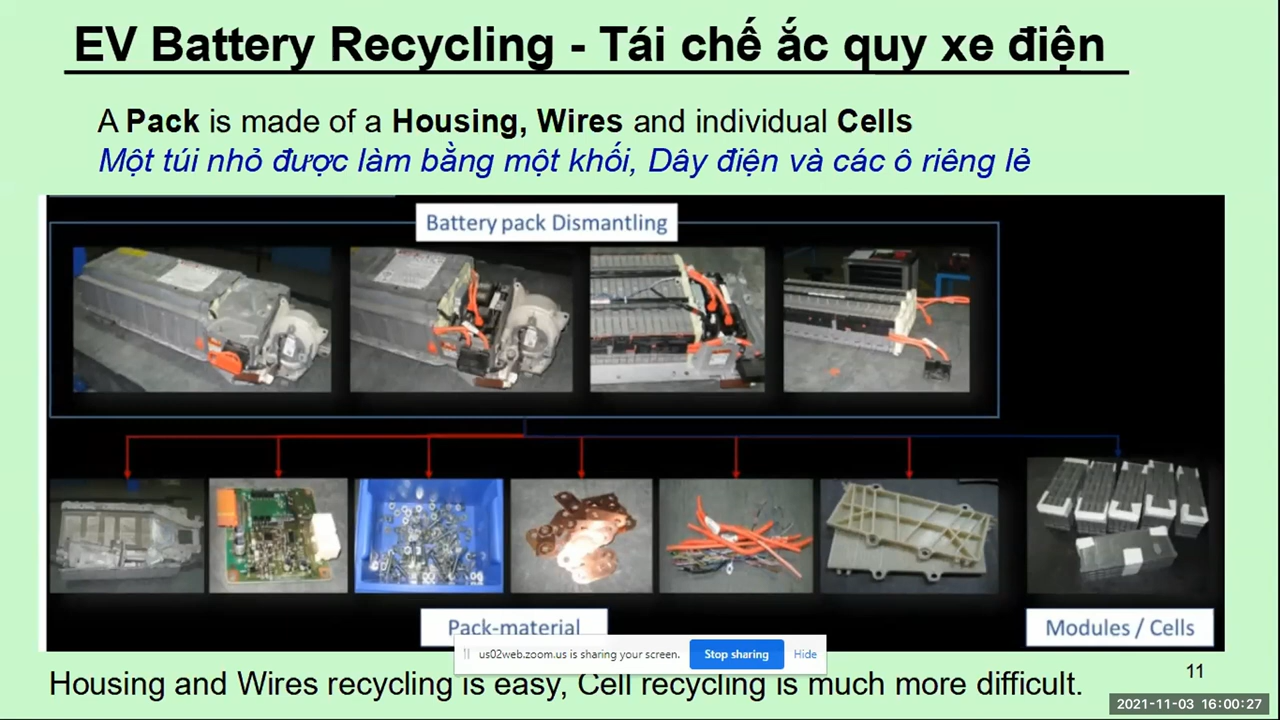 EV Battery Recycling - Tái chế ắc quy xe điện
A Pack is made of a Housing, Wires and individual Cells
Một túi nhỏ được làm bằng một khối, Dây điện và các ô riêng lẻ
Battery pack Dismantling
Pack-material
Modules / Cells
us02web.zoom.us is sharing your screen. Stop sharing Hide
Housing and Wires recycling is easy, Cell recycling is much more difficult.
11
2021-11-03 16:00:27